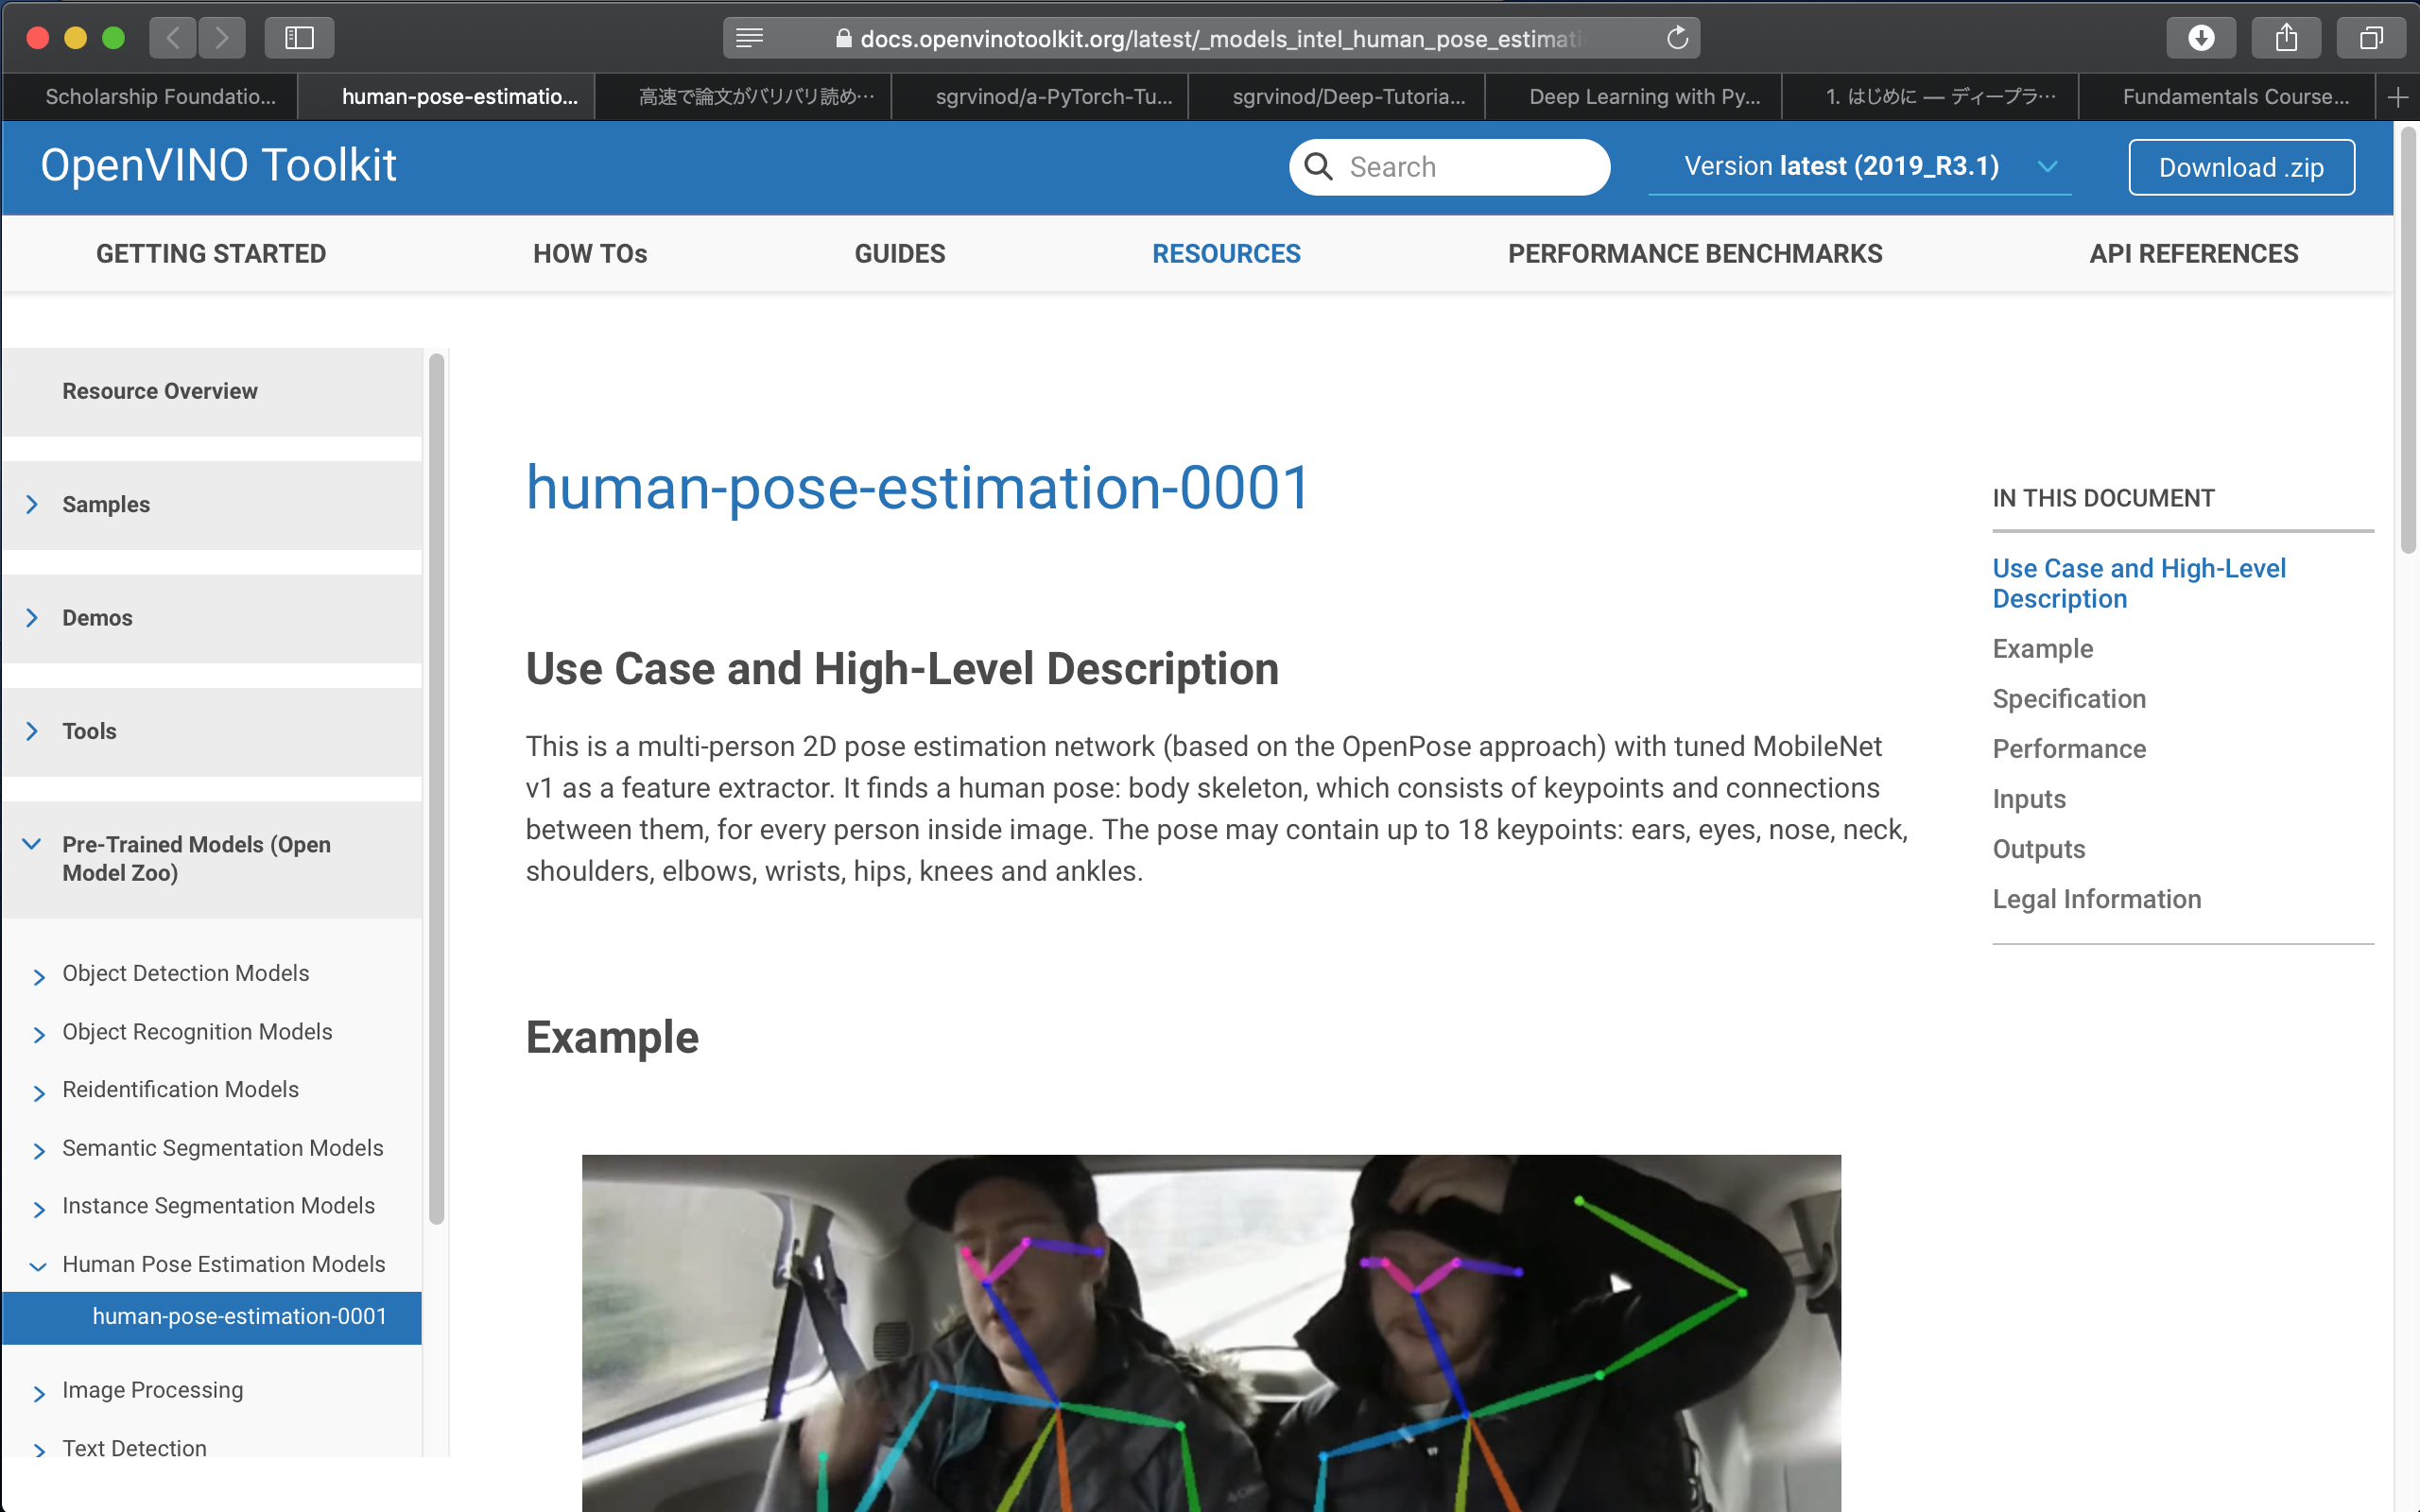 docs.openvinotoolkit.org/latest/_models_intel_human_pose_estimati
Scholarship Foundatio...
human-pose-estimatio...
高速で論文がバリバリ読め…
sgrvinod/a-PyTorch-Tu...
sgrvinod/Deep-Tutoria...
Deep Learning with Py...
1. はじめに — ディープラ…
Fundamentals Course...
OpenVINO Toolkit
Search
Version latest (2019_R3.1)
Download .zip
GETTING STARTED
HOW TOs
GUIDES
RESOURCES
PERFORMANCE BENCHMARKS
API REFERENCES
Resource Overview
Samples
Demos
Tools
Pre-Trained Models (Open
Model Zoo)
Object Detection Models
Object Recognition Models
Reidentification Models
Semantic Segmentation Models
Instance Segmentation Models
Human Pose Estimation Models
human-pose-estimation-0001
Image Processing
Text Detection
human-pose-estimation-0001
Use Case and High-Level Description
This is a multi-person 2D pose estimation network (based on the OpenPose approach) with tuned MobileNet
v1 as a feature extractor. It finds a human pose: body skeleton, which consists of keypoints and connections
between them, for every person inside image. The pose may contain up to 18 keypoints: ears, eyes, nose, neck,
shoulders, elbows, wrists, hips, knees and ankles.
Example
IN THIS DOCUMENT
Use Case and High-Level
Description
Example
Specification
Performance
Inputs
Outputs
Legal Information